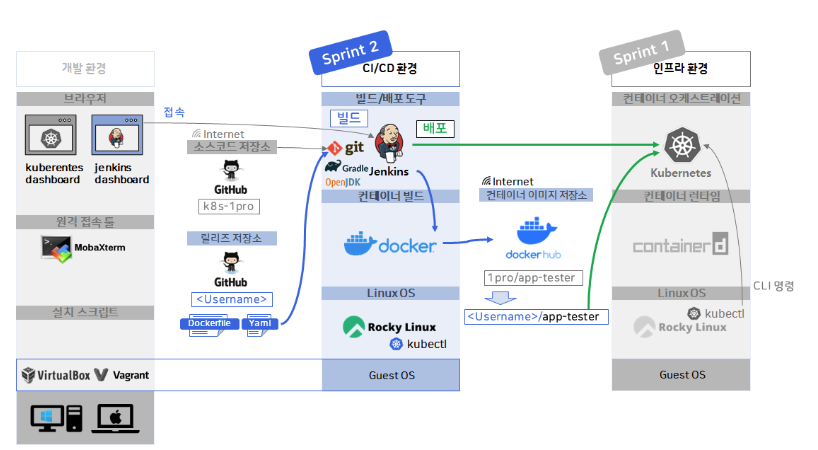 Sprint 2
Sprint 1
개발 환경
CI/CD 환경
인프라 환경
브라우저
빌드/배포 도구
컨테이너 오케스트레이션
접속
빌드
배포
Internet
소스코드 저장소
git
kuberentes
dashboard
jenkins
dashboard
GitHub
k8s-1pro
Gradle
OpenJDK
Jenkins
Kubernetes
Internet
원격 접속 툴
컨테이너 빌드
컨테이너 이미지 저장소
컨테이너 런타임
MobaXterm
릴리즈 저장소
GitHub
docker
dockerhub
containerd
<Username>
1pro/app-tester
CLI 명령
설치 스크립트
Linux OS
Linux OS
Dockerfile
Yaml
<Username>/app-tester
Rocky Linux
kubectl
kubectl
Rocky Linux
VirtualBox
Vagrant
Guest OS
Guest OS